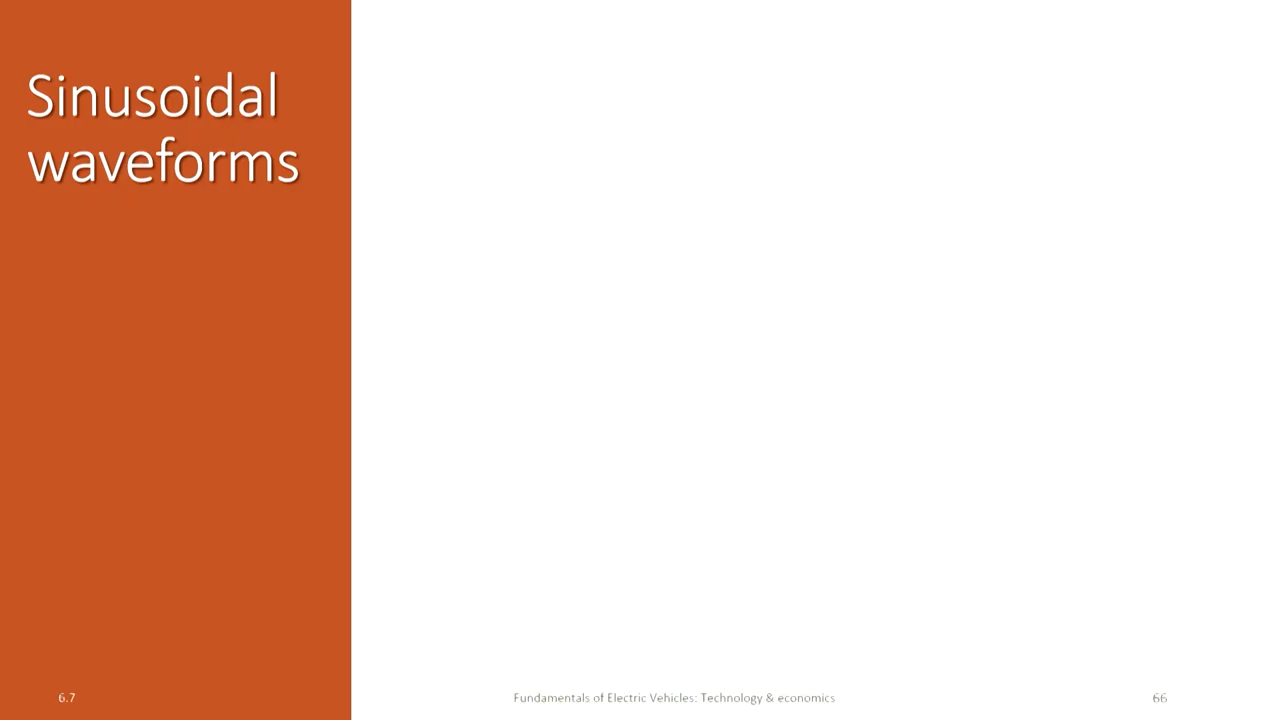 Sinusoidal
waveforms
6.7
Fundamentals of Electric Vehicles: Technology & economics
66